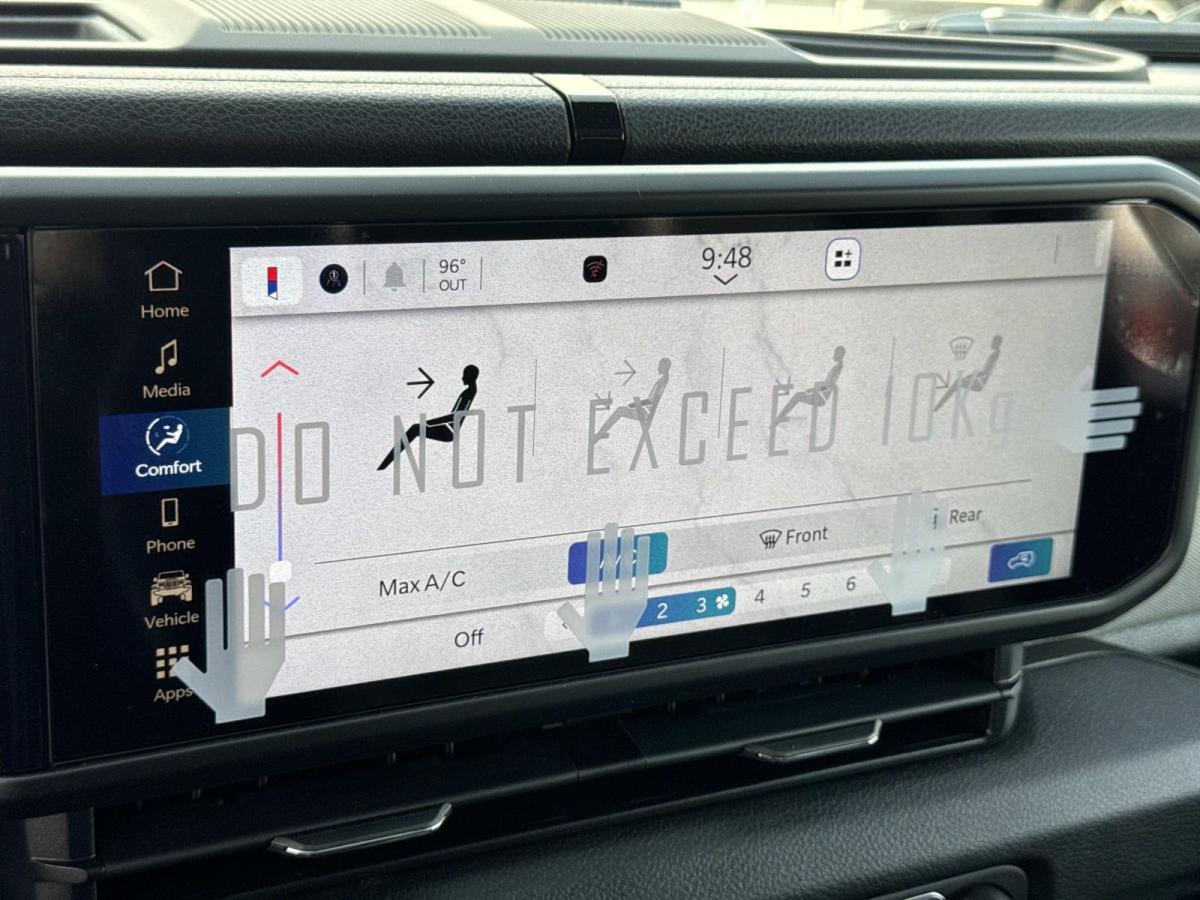 96°
OUT
9:48
Home
Media
Comfort
Phone
Vehicle
Apps
DO NOT EXCEED 10Kg
Max A/C
Front
Rear
Off
2 3 4 5 6